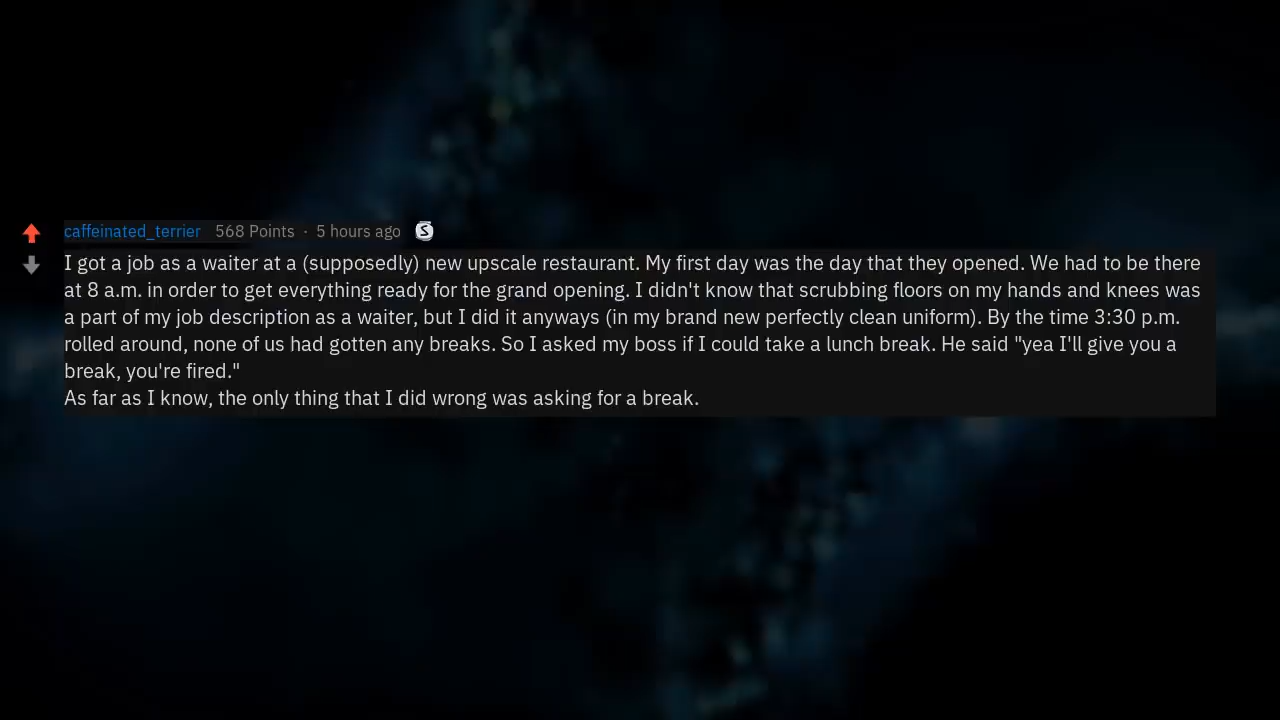 caffeinated_terrier 568 Points · 5 hours ago
I got a job as a waiter at a (supposedly) new upscale restaurant. My first day was the day that they opened. We had to be there
at 8 a.m. in order to get everything ready for the grand opening. I didn't know that scrubbing floors on my hands and knees was
a part of my job description as a waiter, but I did it anyways (in my brand new perfectly clean uniform). By the time 3:30 p.m.
rolled around, none of us had gotten any breaks. So I asked my boss if I could take a lunch break. He said "yea I'll give you a
break, you're fired."
As far as I know, the only thing that I did wrong was asking for a break.